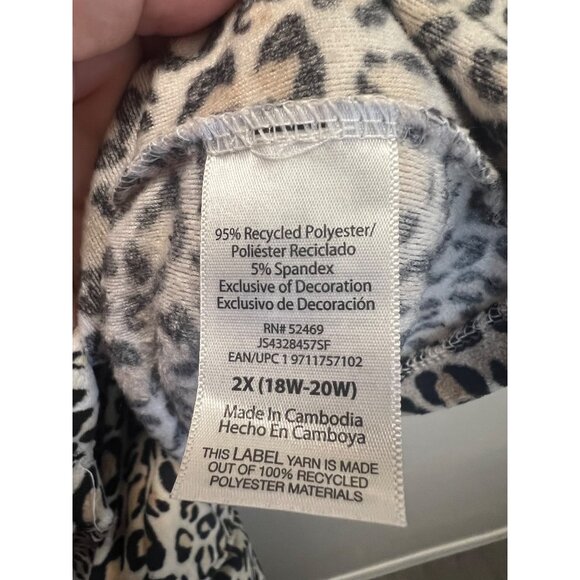 95% Recycled Polyester/
Poliéster Reciclado
5% Spandex
Exclusive of Decoration
Exclusivo de Decoración
RN# 52469
JS4328457SF
EAN/UPC 1 9711757102
2X (18W-20W)
Made In Cambodia
Hecho En Camboya
THIS LABEL YARN IS MADE
OUT OF 100% RECYCLED
POLYESTER MATERIALS